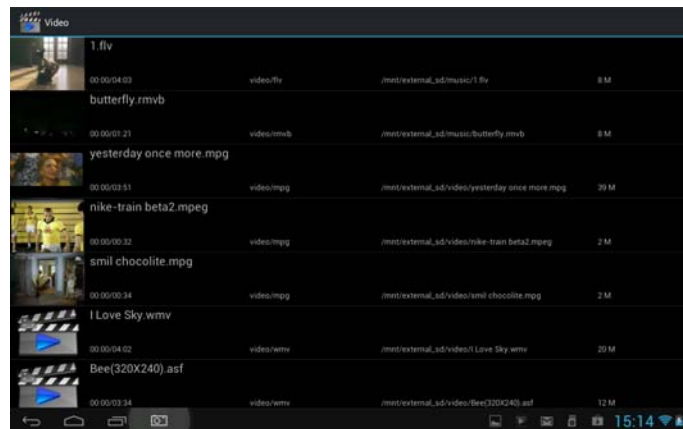 Video
1.flv
00:00/04:03 video/flv /mnt/external_sd/music/1.flv 8 M
butterfly.rmvb
00:00/01:21 video/rmvb /mnt/external_sd/music/butterfly.rmvb 8 M
yesterday once more.mpg
00:00/03:51 video/mpg /mnt/external_sd/video/yesterday once more.mpg 39 M
nike-train beta2.mpeg
00:00/00:32 video/mpg /mnt/external_sd/video/nike-train beta2.mpeg 2 M
smil chocolite.mpg
00:00/00:34 video/mpg /mnt/external_sd/video/smil chocolite.mpg 2 M
I Love Sky.wmv
00:00/04:02 video/wmv /mnt/external_sd/video/I Love Sky.wmv 20 M
Bee(320X240).asf
00:00/03:34 video/wmv /mnt/external_sd/video/Bee(320X240).asf 12 M
15:14